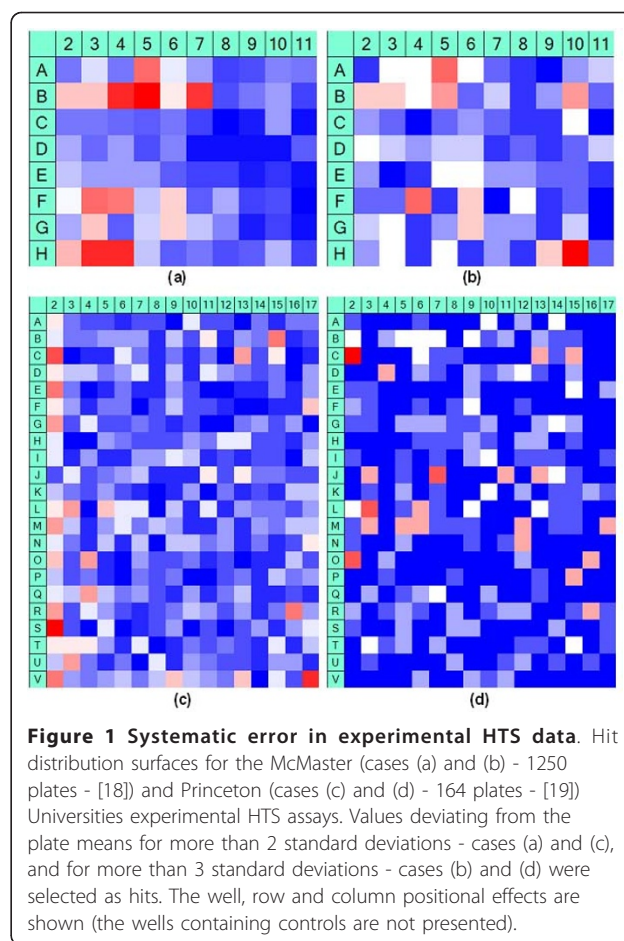 2 3 4 5 6 7 8 9 10 11
A
B
C
D
E
F
G
H
(a)
2 3 4 5 6 7 8 9 10 11
A
B
C
D
E
F
G
H
(b)
2 3 4 5 6 7 8 9 10 11 12 13 14 15 16 17
A
B
C
D
E
F
G
H
I
J
K
L
M
N
O
P
Q
R
S
T
U
V
(c)
2 3 4 5 6 7 8 9 10 11 12 13 14 15 16 17
A
B
C
D
E
F
G
H
I
J
K
L
M
N
O
P
Q
R
S
T
U
V
(d)
Figure 1 Systematic error in experimental HTS data. Hit
distribution surfaces for the McMaster (cases (a) and (b) - 1250
plates - [18]) and Princeton (cases (c) and (d) - 164 plates - [19])
Universities experimental HTS assays. Values deviating from the
plate means for more than 2 standard deviations - cases (a) and (c),
and for more than 3 standard deviations - cases (b) and (d) were
selected as hits. The well, row and column positional effects are
shown (the wells containing controls are not presented).